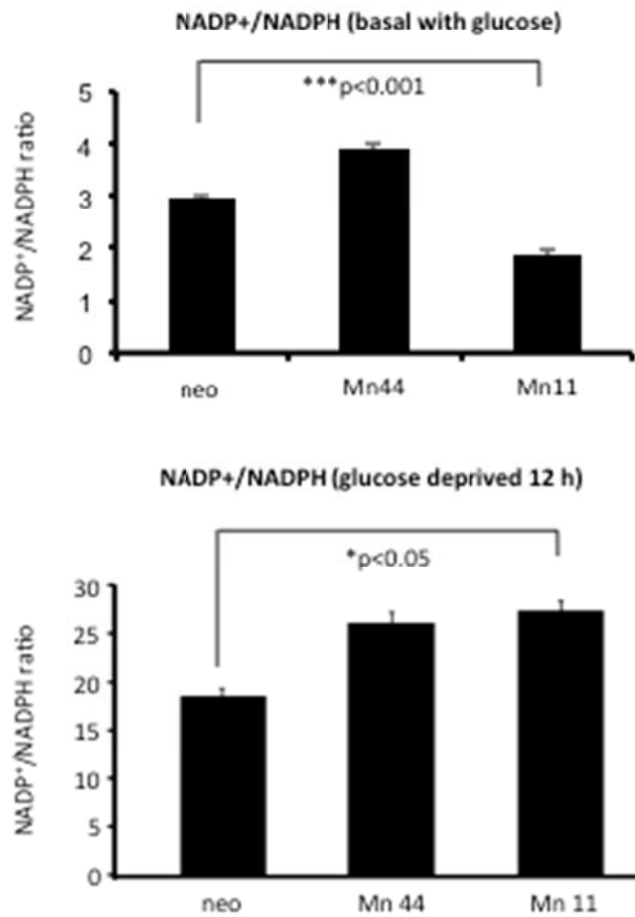 NADP+/NADPH (basal with glucose)
***p<0.001
NADP⁺/NADPH ratio
5
4
3
2
1
0
neo Mn44 Mn11
NADP+/NADPH (glucose deprived 12 h)
*p<0.05
NADP⁺/NADPH ratio
30
25
20
15
10
5
0
neo Mn 44 Mn 11